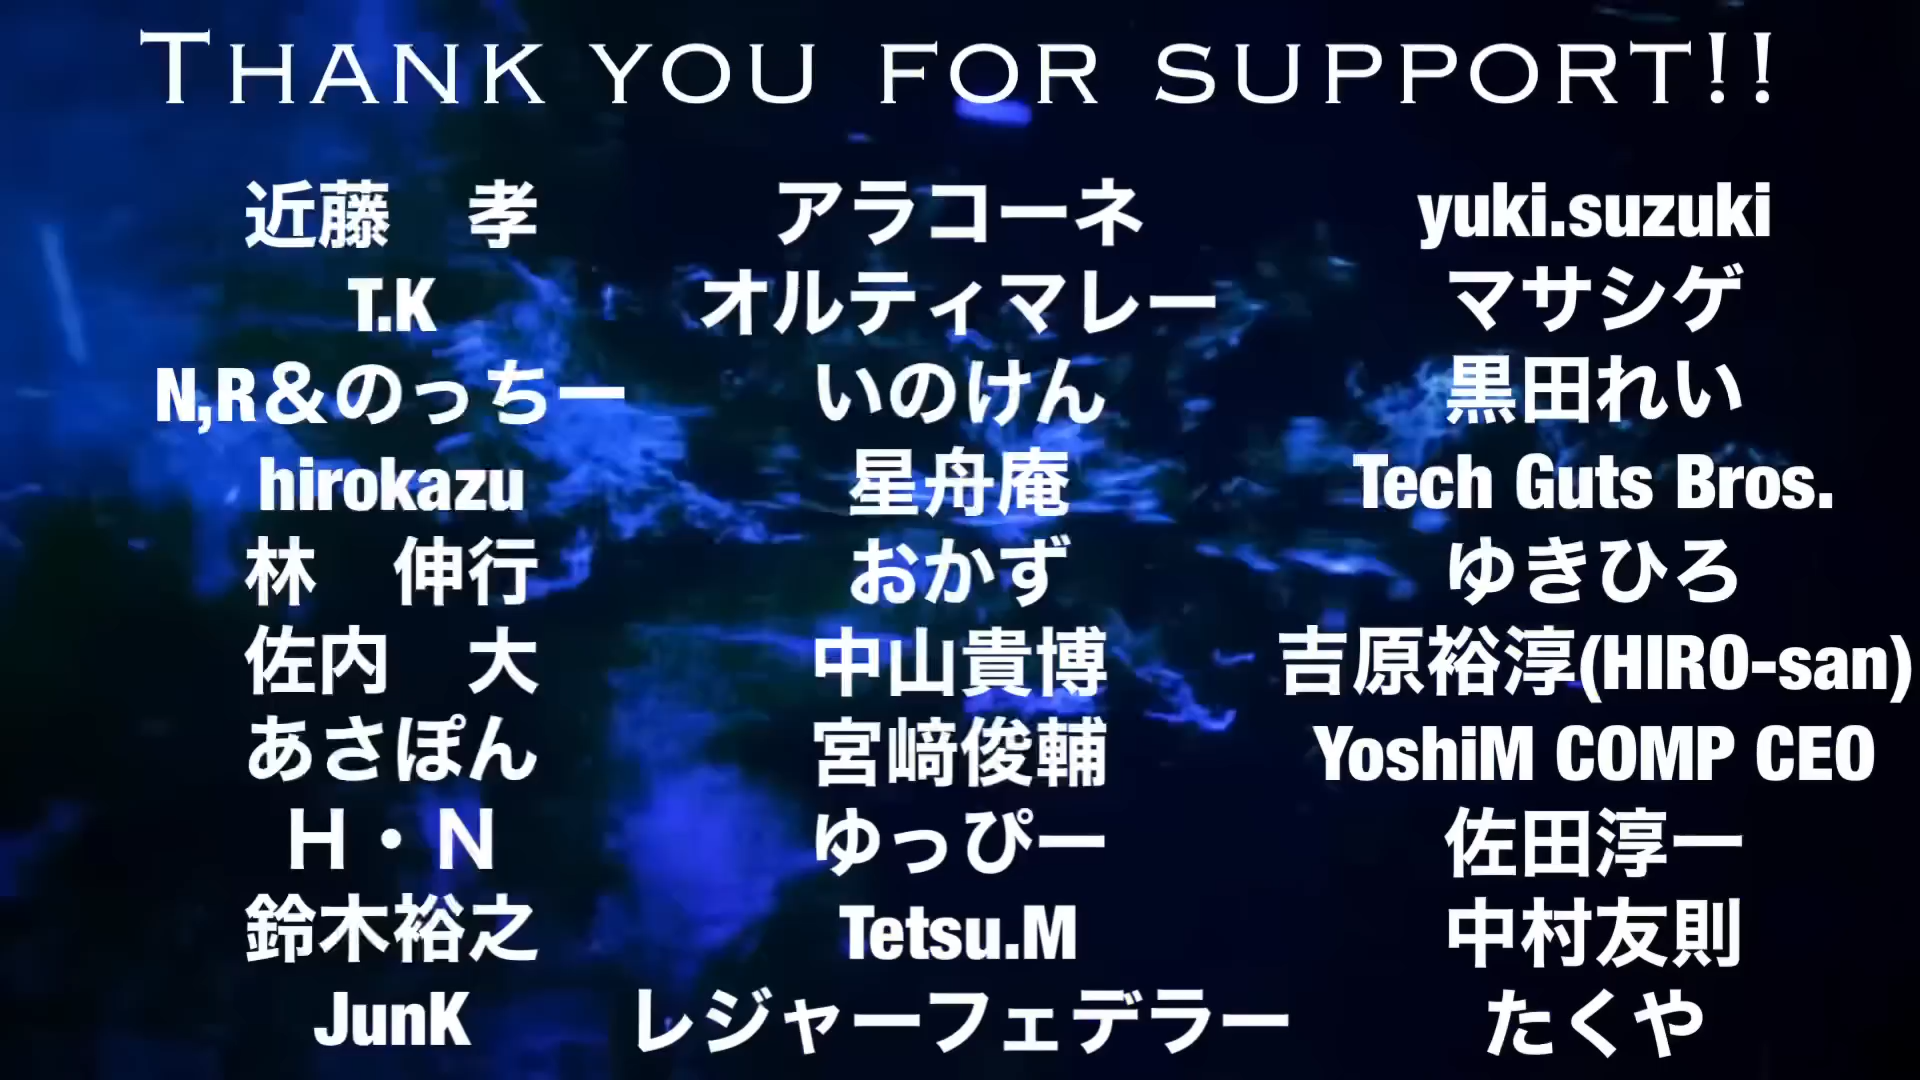 THANK YOU FOR SUPPORT!!
近藤　孝
T.K
N,R＆のっちー
hirokazu
林　伸行
佐内　大
あさぽん
H・N
鈴木裕之
JunK
アラコーネ
オルティマレー
いのけん
星舟庵
おかず
中山貴博
宮﨑俊輔
ゆっぴー
Tetsu.M
レジャーフェデラー
yuki.suzuki
マサシゲ
黒田れい
Tech Guts Bros.
ゆきひろ
吉原裕淳(HIRO-san)
YoshiM COMP CEO
佐田淳一
中村友則
たくや